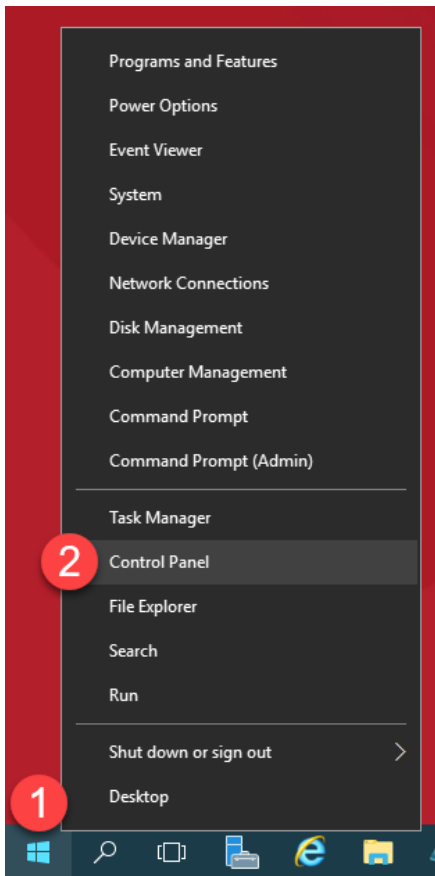 Programs and Features
Power Options
Event Viewer
System
Device Manager
Network Connections
Disk Management
Computer Management
Command Prompt
Command Prompt (Admin)
Task Manager
2
Control Panel
File Explorer
Search
Run
Shut down or sign out
1
Desktop